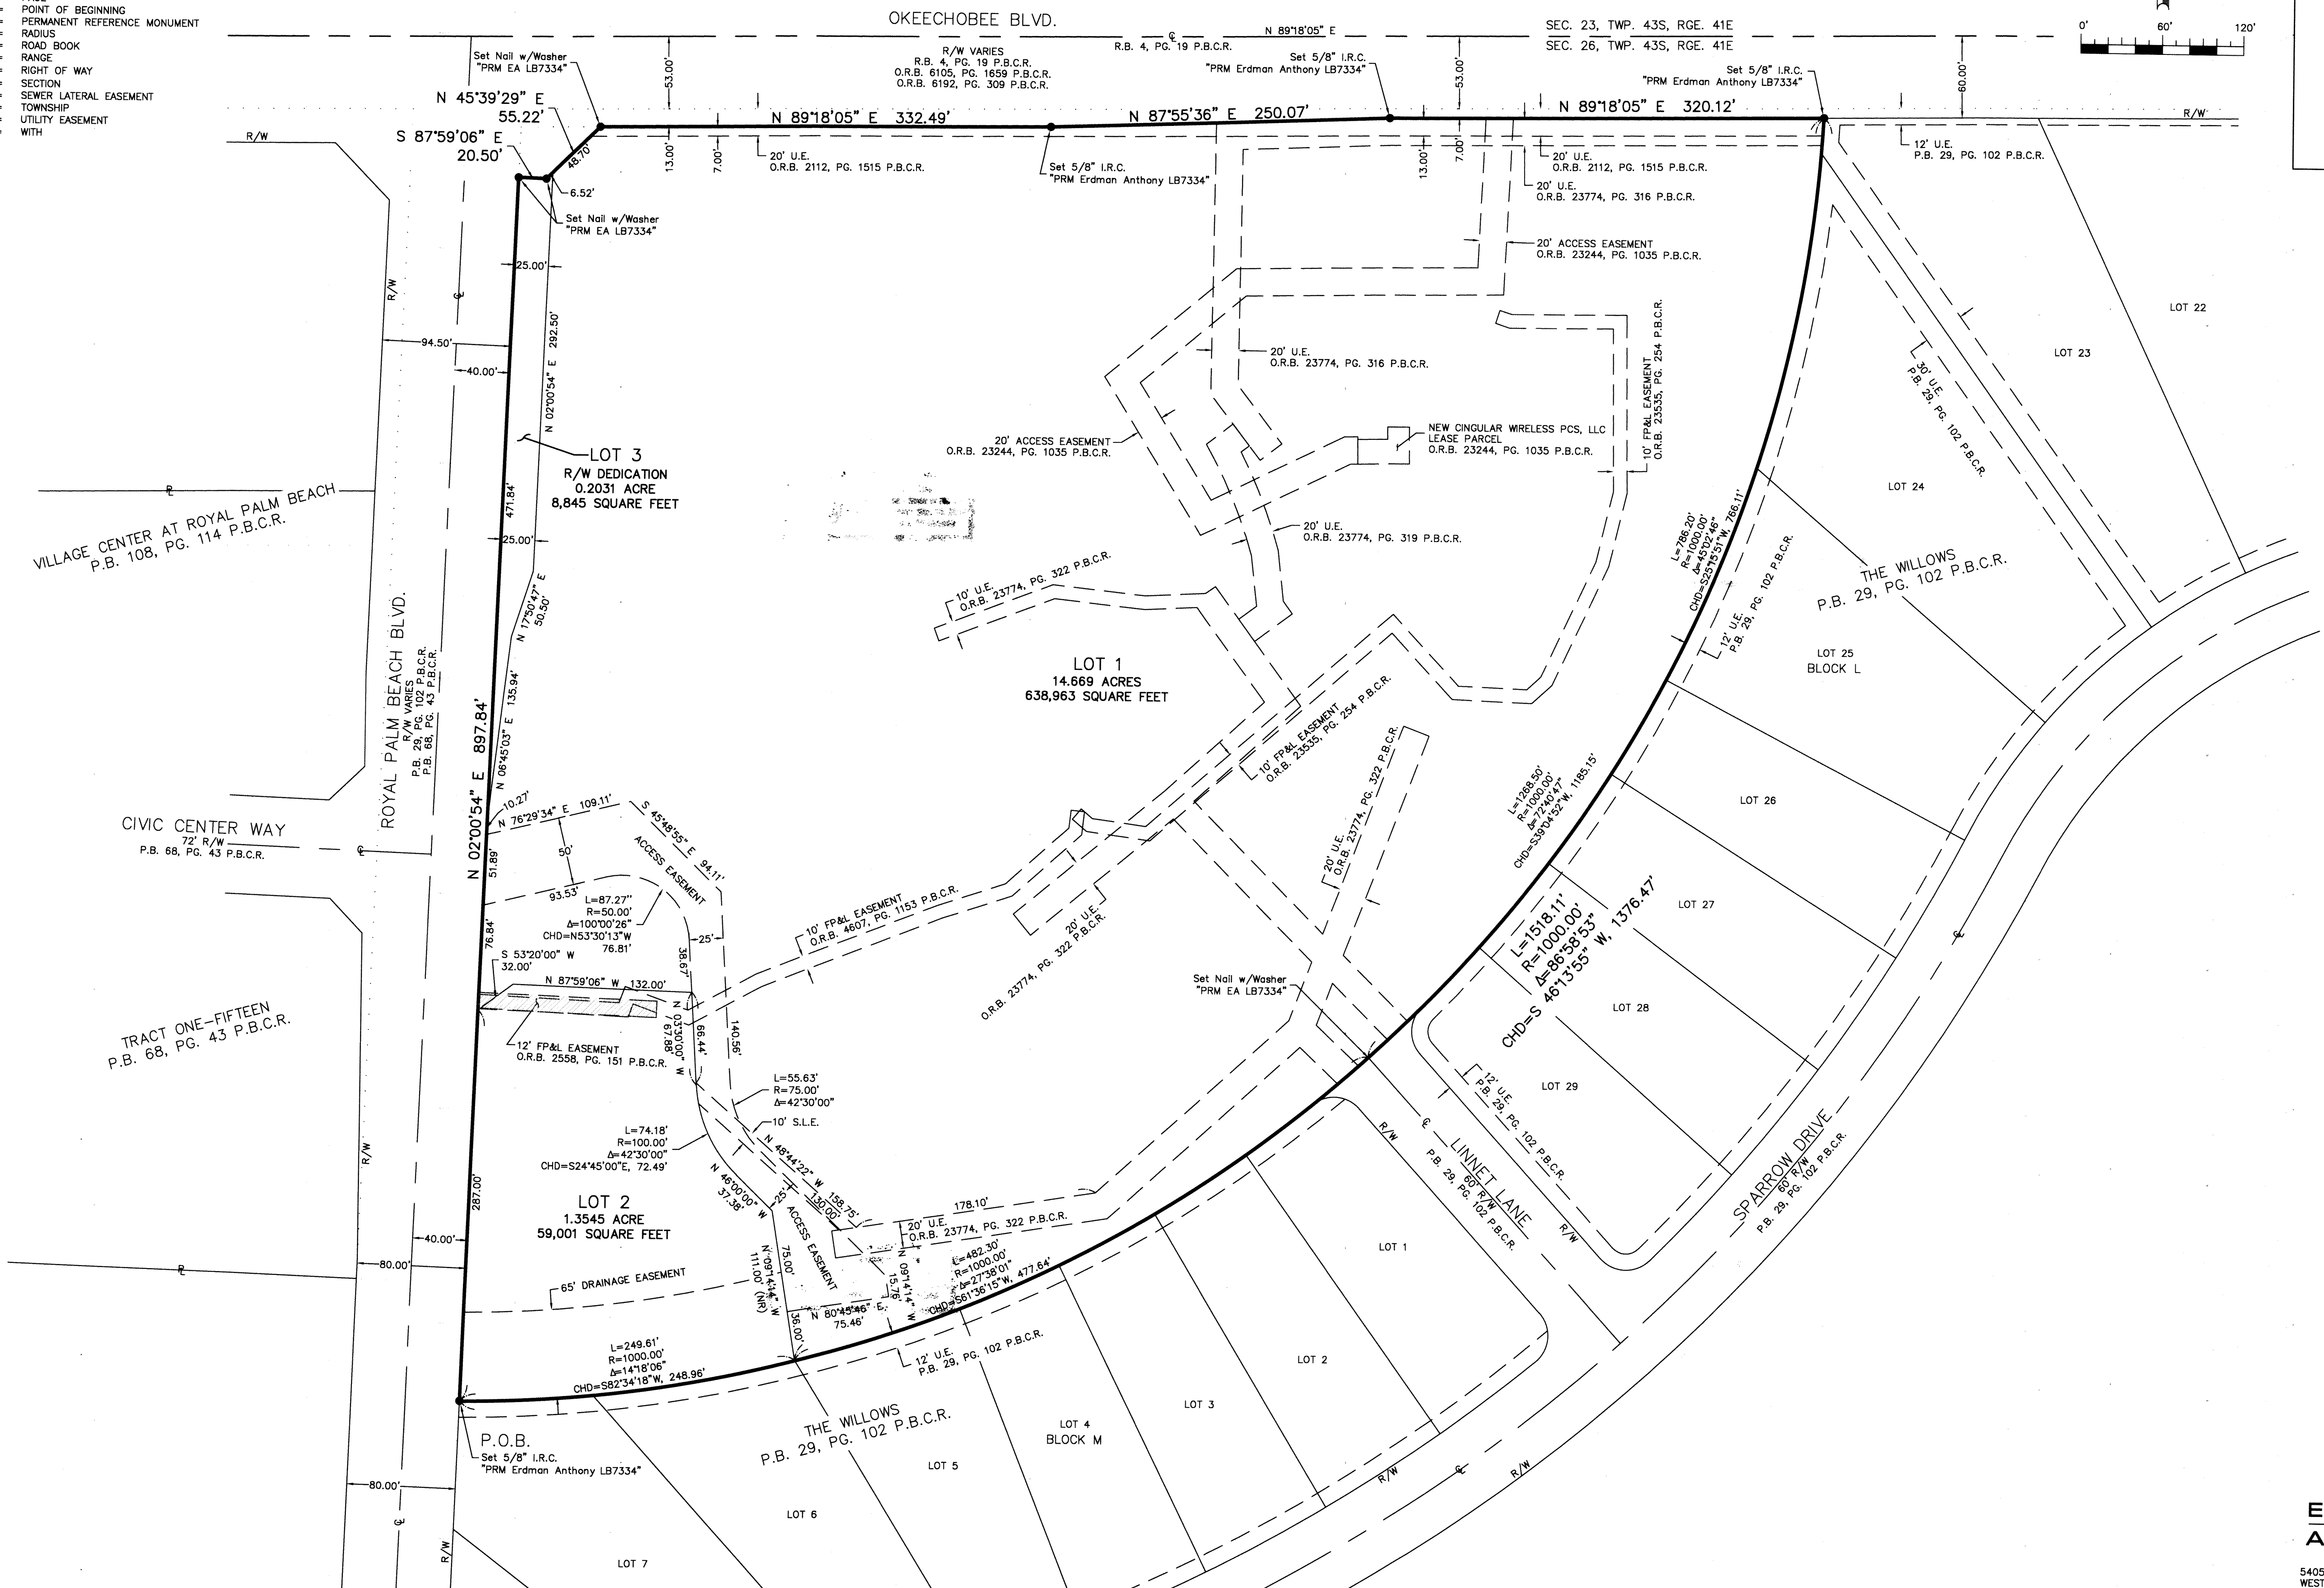 = POINT OF BEGINNING
= PERMANENT REFERENCE MONUMENT
= RADIUS
= ROAD BOOK
= RANGE
= RIGHT OF WAY
= SECTION
= SEWER LATERAL EASEMENT
= TOWNSHIP
= UTILITY EASEMENT
= WITH
OKEECHOBEE BLVD.
N 89°18'05" E
R.B. 4, PG. 19 P.B.C.R.
SEC. 23, TWP. 43S, RGE. 41E
SEC. 26, TWP. 43S, RGE. 41E
0' 60' 120'
R/W VARIES
R.B. 4, PG. 19 P.B.C.R.
O.R.B. 6105, PG. 1659 P.B.C.R.
O.R.B. 6192, PG. 309 P.B.C.R.
Set Nail w/Washer
"PRM EA LB7334"
53.00'
Set 5/8" I.R.C.
"PRM Erdman Anthony LB7334"
53.00'
Set 5/8" I.R.C.
"PRM Erdman Anthony LB7334"
60.00'
N 45°39'29" E
55.22'
S 87°59'06" E
20.50'
48.70'
6.52'
Set Nail w/Washer
"PRM EA LB7334"
N 89°18'05" E 332.49'
N 87°55'36" E 250.07'
N 89°18'05" E 320.12'
R/W
R/W
13.00'
7.00'
20' U.E.
O.R.B. 2112, PG. 1515 P.B.C.R.
Set 5/8" I.R.C.
"PRM Erdman Anthony LB7334"
13.00'
7.00'
20' U.E.
O.R.B. 2112, PG. 1515 P.B.C.R.
20' U.E.
O.R.B. 23774, PG. 316 P.B.C.R.
12' U.E.
P.B. 29, PG. 102 P.B.C.R.
20' ACCESS EASEMENT
O.R.B. 23244, PG. 1035 P.B.C.R.
25.00'
R/W
94.50'
40.00'
N 02°00'54" E 292.50'
20' U.E.
O.R.B. 23774, PG. 316 P.B.C.R.
10' FP&L EASEMENT
O.R.B. 23535, PG. 254 P.B.C.R.
LOT 22
LOT 23
30' U.E.
P.B. 29, PG. 102 P.B.C.R.
LOT 24
LOT 3
R/W DEDICATION
0.2031 ACRE
8,845 SQUARE FEET
20' ACCESS EASEMENT
O.R.B. 23244, PG. 1035 P.B.C.R.
NEW CINGULAR WIRELESS PCS, LLC
LEASE PARCEL
O.R.B. 23244, PG. 1035 P.B.C.R.
471.84'
25.00'
VILLAGE CENTER AT ROYAL PALM BEACH
P.B. 108, PG. 114 P.B.C.R.
20' U.E.
O.R.B. 23774, PG. 319 P.B.C.R.
L=786.20'
R=1000.00'
Δ=45°02'46"
CHD=S25°15'51"W, 766.11'
12' U.E.
P.B. 29, PG. 102 P.B.C.R.
THE WILLOWS
P.B. 29, PG. 102 P.B.C.R.
LOT 25
BLOCK L
10' U.E.
O.R.B. 23774, PG. 322 P.B.C.R.
N 17°50'47" E
50.50'
ROYAL PALM BEACH BLVD.
R/W VARIES
P.B. 29, PG. 102 P.B.C.R.
P.B. 68, PG. 43 P.B.C.R.
N 02°00'54" E 897.84'
N 06°45'03" E 135.94'
LOT 1
14.669 ACRES
638,963 SQUARE FEET
10' FP&L EASEMENT
O.R.B. 23535, PG. 254 P.B.C.R.
20' U.E.
O.R.B. 23774, PG. 322 P.B.C.R.
L=1268.50'
R=1000.00'
Δ=72°40'47"
CHD=S39°04'52"W, 1185.15'
LOT 26
CIVIC CENTER WAY
72' R/W
P.B. 68, PG. 43 P.B.C.R.
10.27'
N 76°29'34" E 109.11'
S 45°48'55" E 94.11'
ACCESS EASEMENT
50'
51.89'
93.53'
L=87.27"
R=50.00'
Δ=100°00'26"
CHD=N53°30'13"W
76.81'
76.84'
S 53°20'00" W
32.00'
38.67'
25'
10' FP&L EASEMENT
O.R.B. 4607, PG. 1153 P.B.C.R.
20' U.E.
O.R.B. 23774, PG. 322 P.B.C.R.
LOT 27
L=1518.11'
R=1000.00'
Δ=86°58'53"
CHD=S 46°13'55" W, 1376.47'
LOT 28
N 87°59'06" W 132.00'
12' FP&L EASEMENT
O.R.B. 2558, PG. 151 P.B.C.R.
N 03°30'00" W
67.88'
66.44'
140.56'
Set Nail w/Washer
"PRM EA LB7334"
TRACT ONE-FIFTEEN
P.B. 68, PG. 43 P.B.C.R.
LOT 29
12' U.E.
P.B. 29, PG. 102 P.B.C.R.
L=55.63'
R=75.00'
Δ=42°30'00"
10' S.L.E.
L=74.18'
R=100.00'
Δ=42°30'00"
CHD=S24°45'00"E, 72.49'
N 48°44'22" W 158.75'
130.00'
N 46°00'00" W
37.38'
25'
ACCESS EASEMENT
R/W
287.00'
LOT 2
1.3545 ACRE
59,001 SQUARE FEET
178.10'
20' U.E.
O.R.B. 23774, PG. 322 P.B.C.R.
R/W
LINNET LANE
60' R/W
P.B. 29, PG. 102 P.B.C.R.
R/W
SPARROW DRIVE
60' R/W
P.B. 29, PG. 102 P.B.C.R.
40.00'
80.00'
65' DRAINAGE EASEMENT
N 09°14'14" W
111.00' (NR)
75.00'
36.00'
N 80°45'46" E
75.46'
N 09°14'14" W
15.76'
L=482.30'
R=1000.00'
Δ=27°38'01"
CHD=S61°36'15"W, 477.64'
LOT 1
L=249.61'
R=1000.00'
Δ=14°18'06"
CHD=S82°34'18"W, 248.96'
12' U.E.
P.B. 29, PG. 102 P.B.C.R.
LOT 2
LOT 3
LOT 4
BLOCK M
THE WILLOWS
P.B. 29, PG. 102 P.B.C.R.
P.O.B.
Set 5/8" I.R.C.
"PRM Erdman Anthony LB7334"
LOT 5
80.00'
LOT 6
R/W
R/W
R/W
LOT 7
E
A
5405
WEST